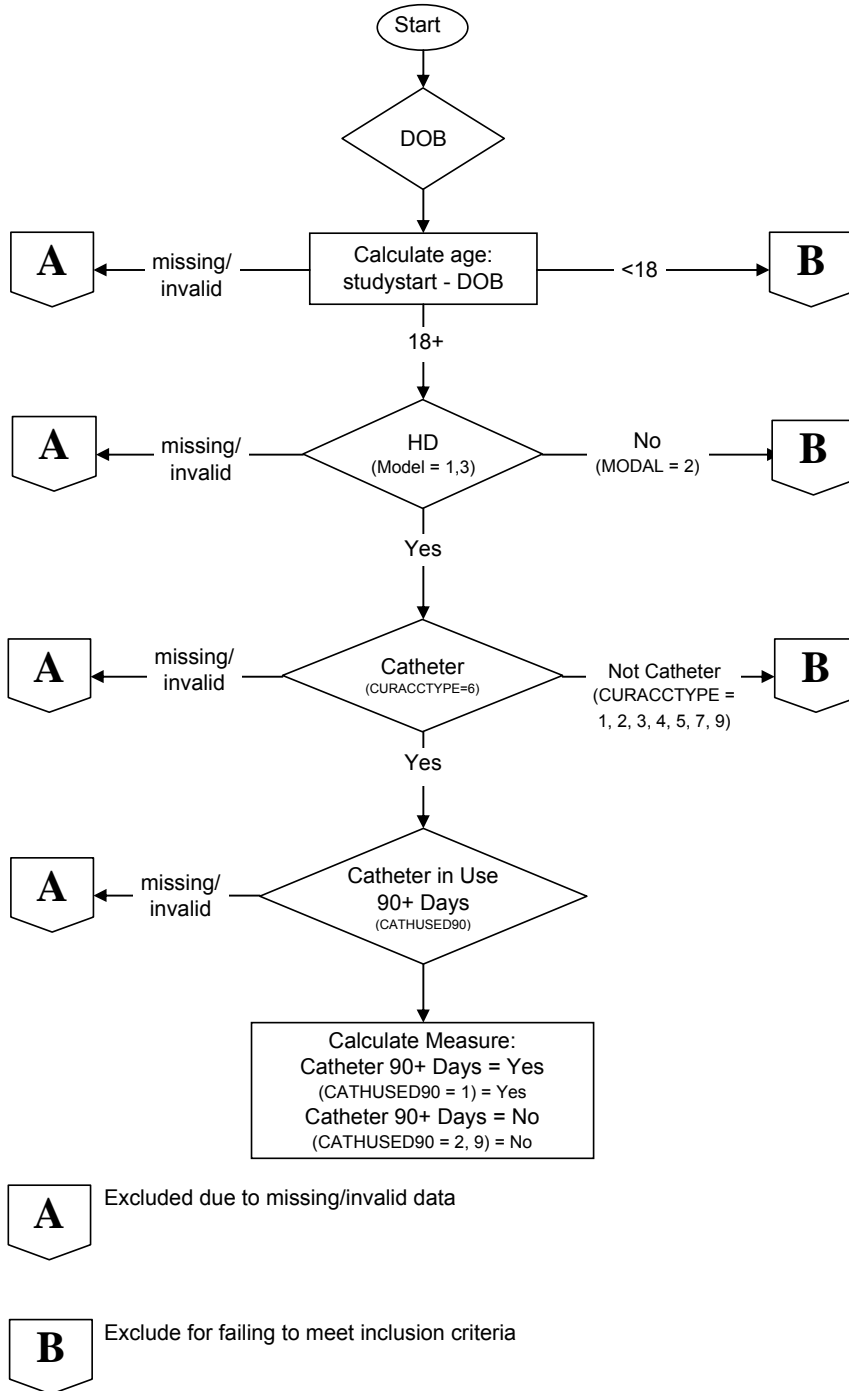 Start
DOB
A
missing/
invalid
Calculate age:
studystart - DOB
<18
B
18+
A
missing/
invalid
HD
(Model = 1,3)
No
(MODAL = 2)
B
Yes
A
missing/
invalid
Catheter
(CURACCTYPE=6)
Not Catheter
(CURACCTYPE =
1, 2, 3, 4, 5, 7, 9)
B
Yes
A
missing/
invalid
Catheter in Use
90+ Days
(CATHUSED90)
Calculate Measure:
Catheter 90+ Days = Yes
(CATHUSED90 = 1) = Yes
Catheter 90+ Days = No
(CATHUSED90 = 2, 9) = No
A
Excluded due to missing/invalid data
B
Exclude for failing to meet inclusion criteria